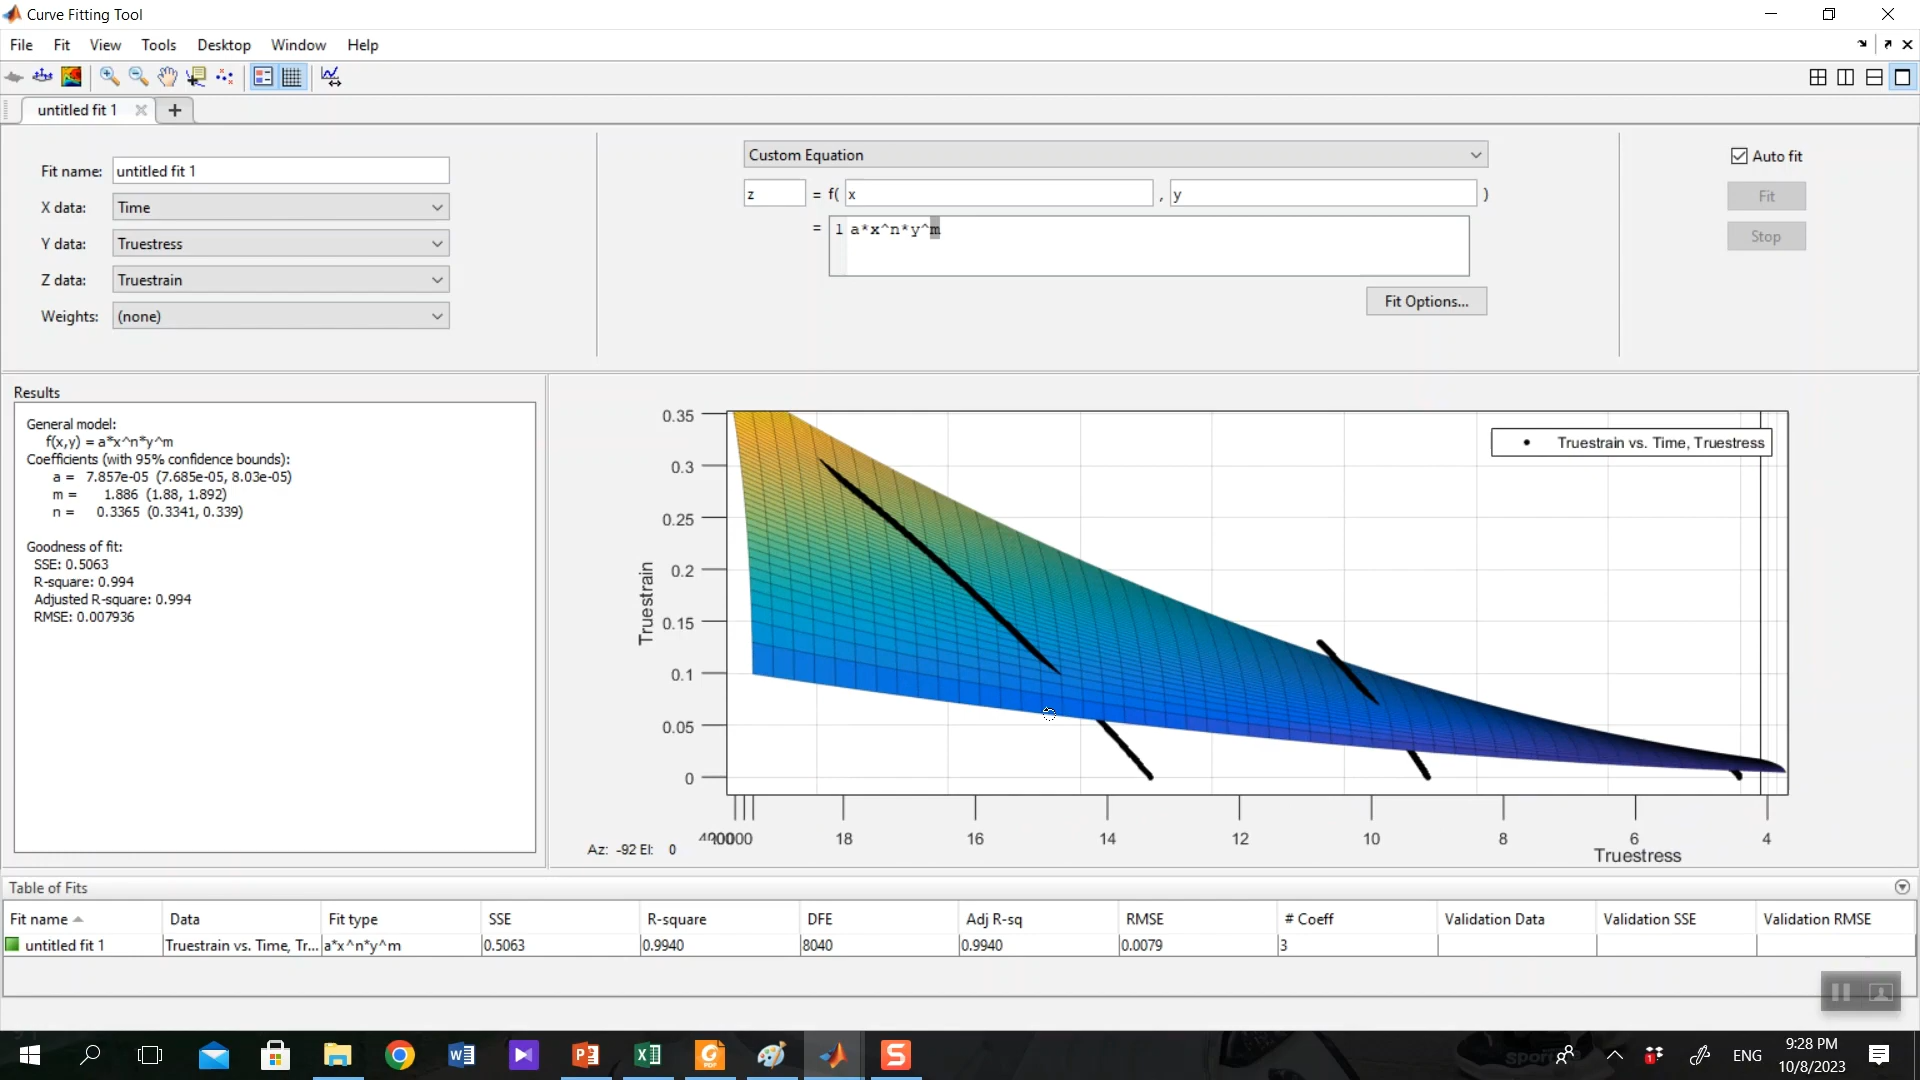 Curve Fitting Tool
File Fit View Tools Desktop Window Help
untitled fit 1
Fit name: untitled fit 1
X data: Time
Y data: Truestress
Z data: Truestrain
Weights: (none)
Custom Equation
z = f( x , y )
= 1 a*x^n*y^m
Fit Options...
Auto fit
Fit
Stop
Results
General model:
f(x,y) = a*x^n*y^m
Coefficients (with 95% confidence bounds):
a = 7.857e-05 (7.685e-05, 8.03e-05)
m = 1.886 (1.88, 1.892)
n = 0.3365 (0.3341, 0.339)
Goodness of fit:
SSE: 0.5063
R-square: 0.994
Adjusted R-square: 0.994
RMSE: 0.007936
Truestrain vs. Time, Truestress
0.35
0.3
0.25
0.2
0.15
0.1
0.05
0
Truestrain
18 16 14 12 10 8 6 4
Truestress
Az: -92 El: 0
Table of Fits
Fit name Data Fit type SSE R-square DFE Adj R-sq RMSE # Coeff Validation Data Validation SSE Validation RMSE
untitled fit 1 Truestrain vs. Time, Tr... a*x^n*y^m 0.5063 0.9940 8040 0.9940 0.0079 3
ENG
9:28 PM
10/8/2023